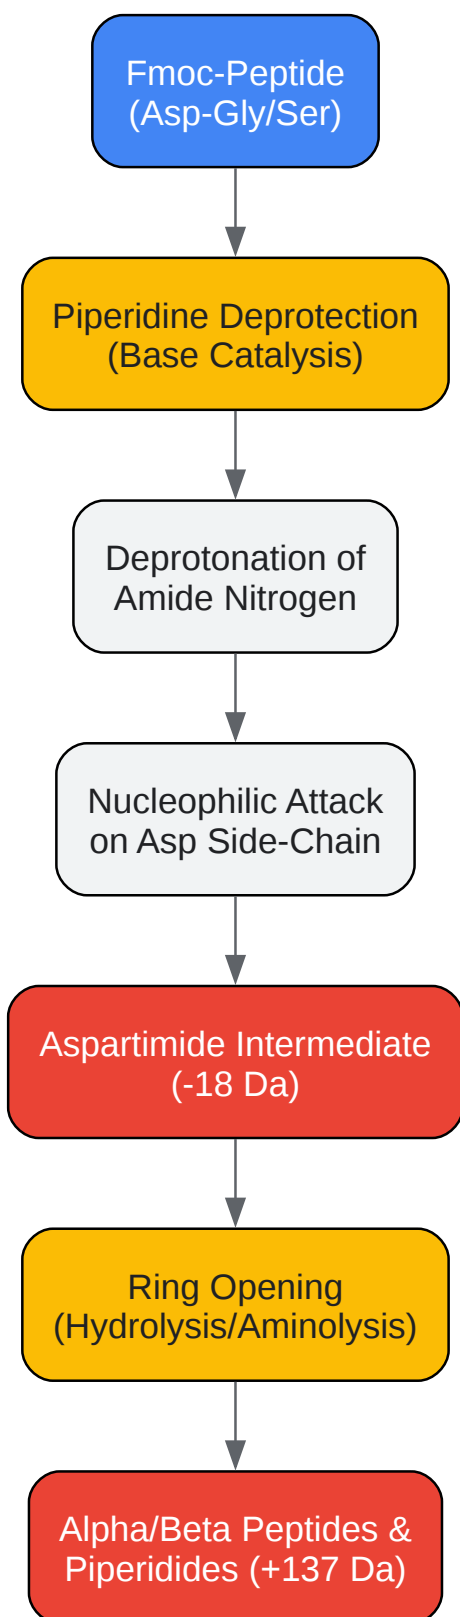 Fmoc-Peptide
(Asp-Gly/Ser)
Piperidine Deprotection
(Base Catalysis)
Deprotonation of
Amide Nitrogen
Nucleophilic Attack
on Asp Side-Chain
Aspartimide Intermediate
(-18 Da)
Ring Opening
(Hydrolysis/Aminolysis)
Alpha/Beta Peptides &
Piperidides (+137 Da)